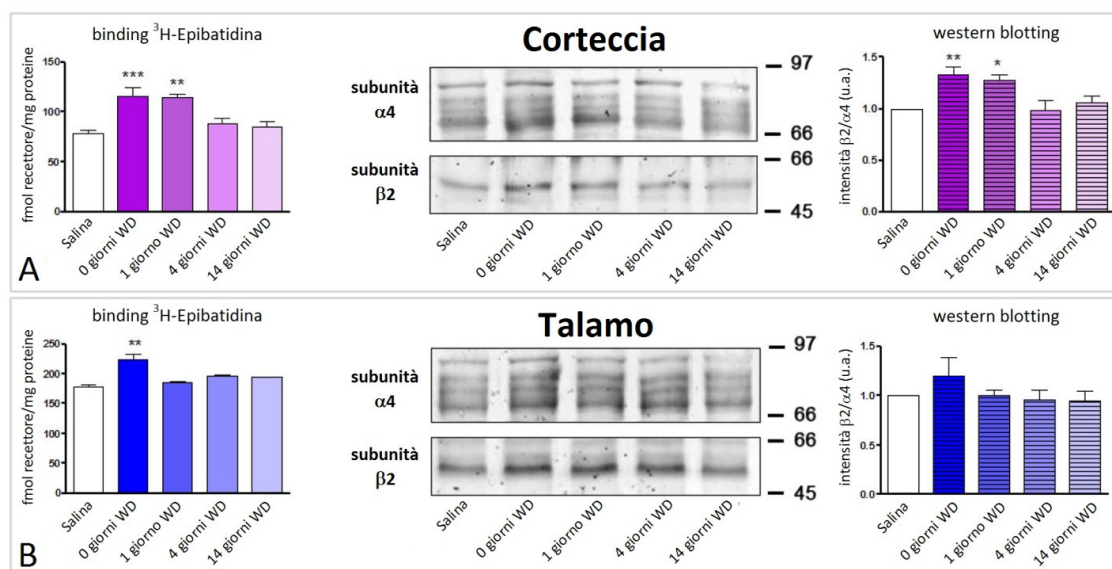 binding ³H-Epibatidina
fmol recettore/mg proteine
150
100
50
0
***
**
Salina
0 giorni WD
1 giorno WD
4 giorni WD
14 giorni WD
A
Corteccia
subunità
α4
97
66
subunità
β2
66
45
Salina
0 giorni WD
1 giorno WD
4 giorni WD
14 giorni WD
western blotting
intensità β2/α4 (u.a.)
1.5
1.0
0.5
0.0
**
*
Salina
0 giorni WD
1 giorno WD
4 giorni WD
14 giorni WD
binding ³H-Epibatidina
fmol recettore/mg proteine
250
200
150
100
50
0
**
Salina
0 giorni WD
1 giorno WD
4 giorni WD
14 giorni WD
B
Talamo
subunità
α4
97
66
subunità
β2
66
45
Salina
0 giorni WD
1 giorno WD
4 giorni WD
14 giorni WD
western blotting
intensità β2/α4 (u.a.)
1.5
1.0
0.5
0.0
Salina
0 giorni WD
1 giorno WD
4 giorni WD
14 giorni WD